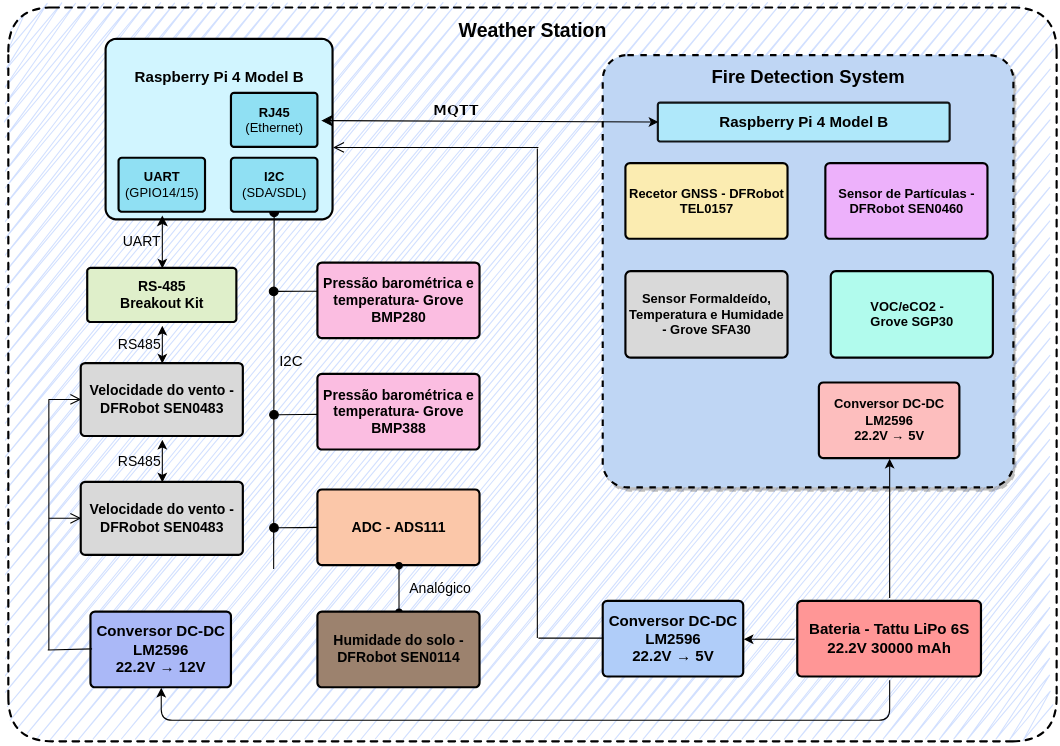 Weather Station
Raspberry Pi 4 Model B
RJ45
(Ethernet)
UART
(GPIO14/15)
I2C
(SDA/SDL)
MQTT
Fire Detection System
Raspberry Pi 4 Model B
Recetor GNSS - DFRobot
TEL0157
Sensor de Partículas -
DFRobot SEN0460
Sensor Formaldeído,
Temperatura e Humidade
- Grove SFA30
VOC/eCO2 -
Grove SGP30
Conversor DC-DC
LM2596
22.2V → 5V
UART
RS-485
Breakout Kit
RS485
Velocidade do vento -
DFRobot SEN0483
RS485
Velocidade do vento -
DFRobot SEN0483
Pressão barométrica e
temperatura- Grove
BMP280
I2C
Pressão barométrica e
temperatura- Grove
BMP388
ADC - ADS111
Analógico
Humidade do solo -
DFRobot SEN0114
Conversor DC-DC
LM2596
22.2V → 12V
Conversor DC-DC
LM2596
22.2V → 5V
Bateria - Tattu LiPo 6S
22.2V 30000 mAh